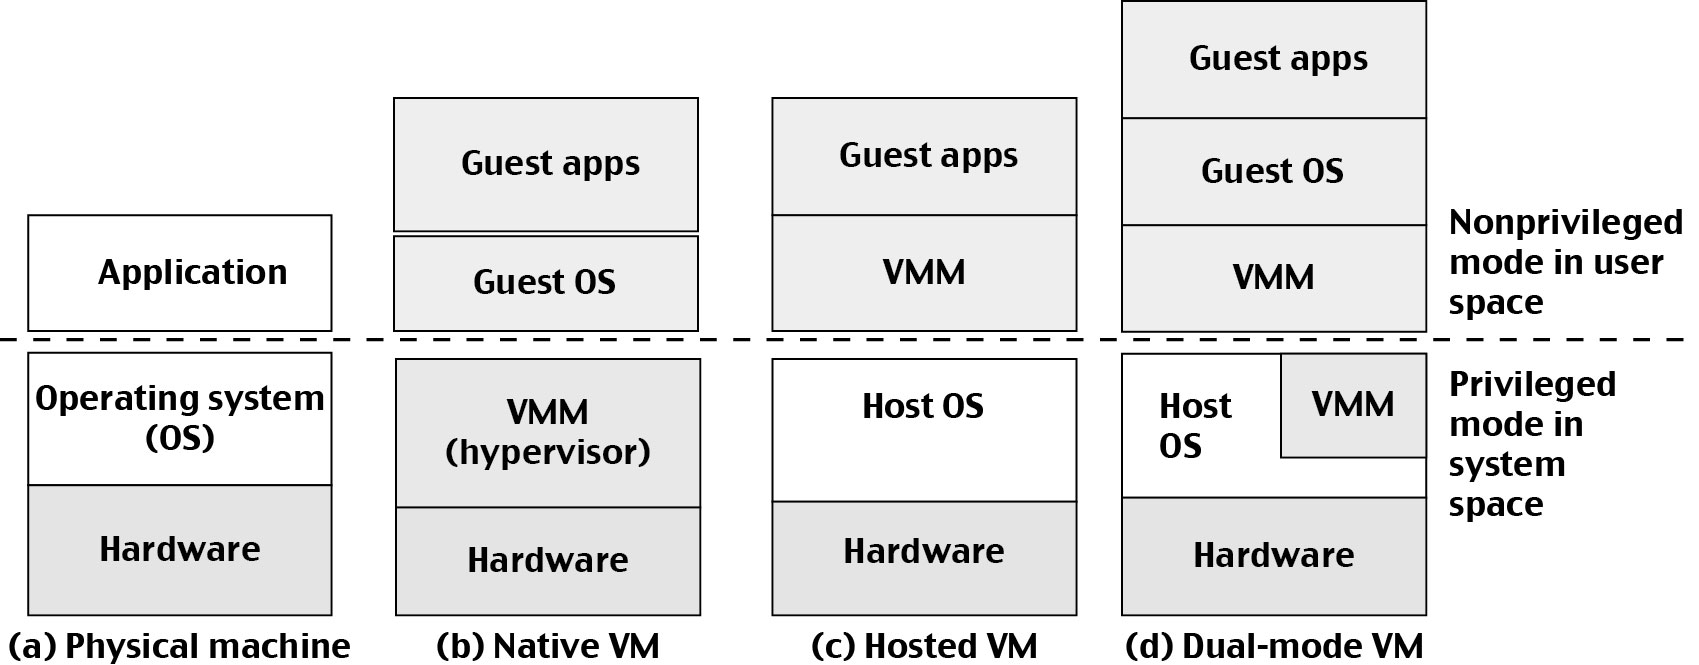 Application
Operating system
(OS)
Hardware
(a) Physical machine
Guest apps
Guest OS
VMM
(hypervisor)
Hardware
(b) Native VM
Guest apps
VMM
Host OS
Hardware
(c) Hosted VM
Guest apps
Guest OS
VMM
Host
OS
VMM
Hardware
(d) Dual-mode VM
Nonprivileged
mode in user
space
Privileged
mode in
system
space